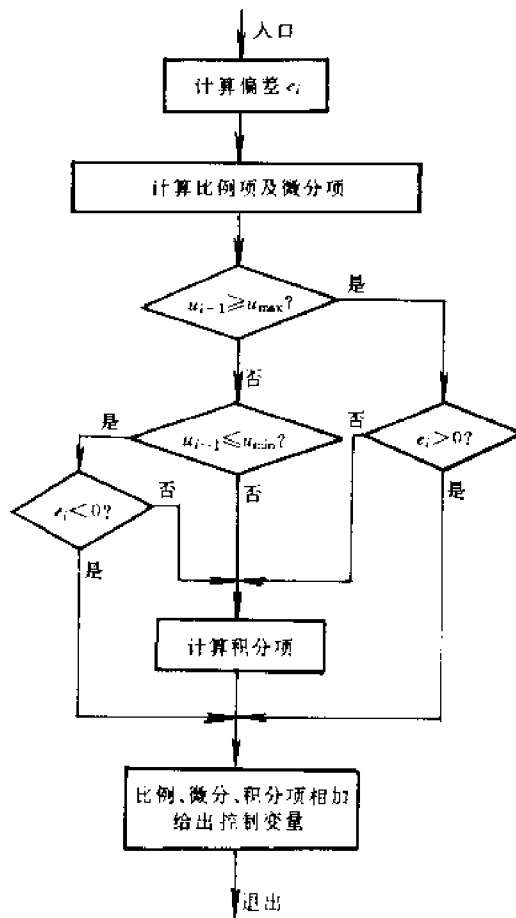 入口
计算偏差 eᵢ
计算比例项及微分项
uᵢ₋₁≥uₘₐₓ?
是
否
是
uᵢ₋₁≤uₘᵢₙ?
否
eᵢ>0?
eᵢ<0?
否
否
是
是
计算积分项
比例、微分、积分项相加
给出控制变量
退出